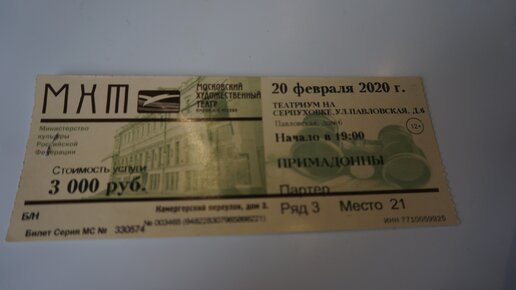 МХТ
МОСКОВСКИЙ
ХУДОЖЕСТВЕННЫЙ
ТЕАТР
Министерство
культуры
Российской
Федерации
Стоимость услуги
3 000 руб.
Б/Н
Камергерский переулок, дом 3.
Билет Серия МС № 330574
20 февраля 2020 г.
ТЕАТРИУМ НА
СЕРПУХОВКЕ, УЛ.ПАВЛОВСКАЯ, Д.6
Павловская,
12+
Начало в 19:00
ПРИМАДОННЫ
Партер
Ряд 3 Место 21
ИНН 7710059925